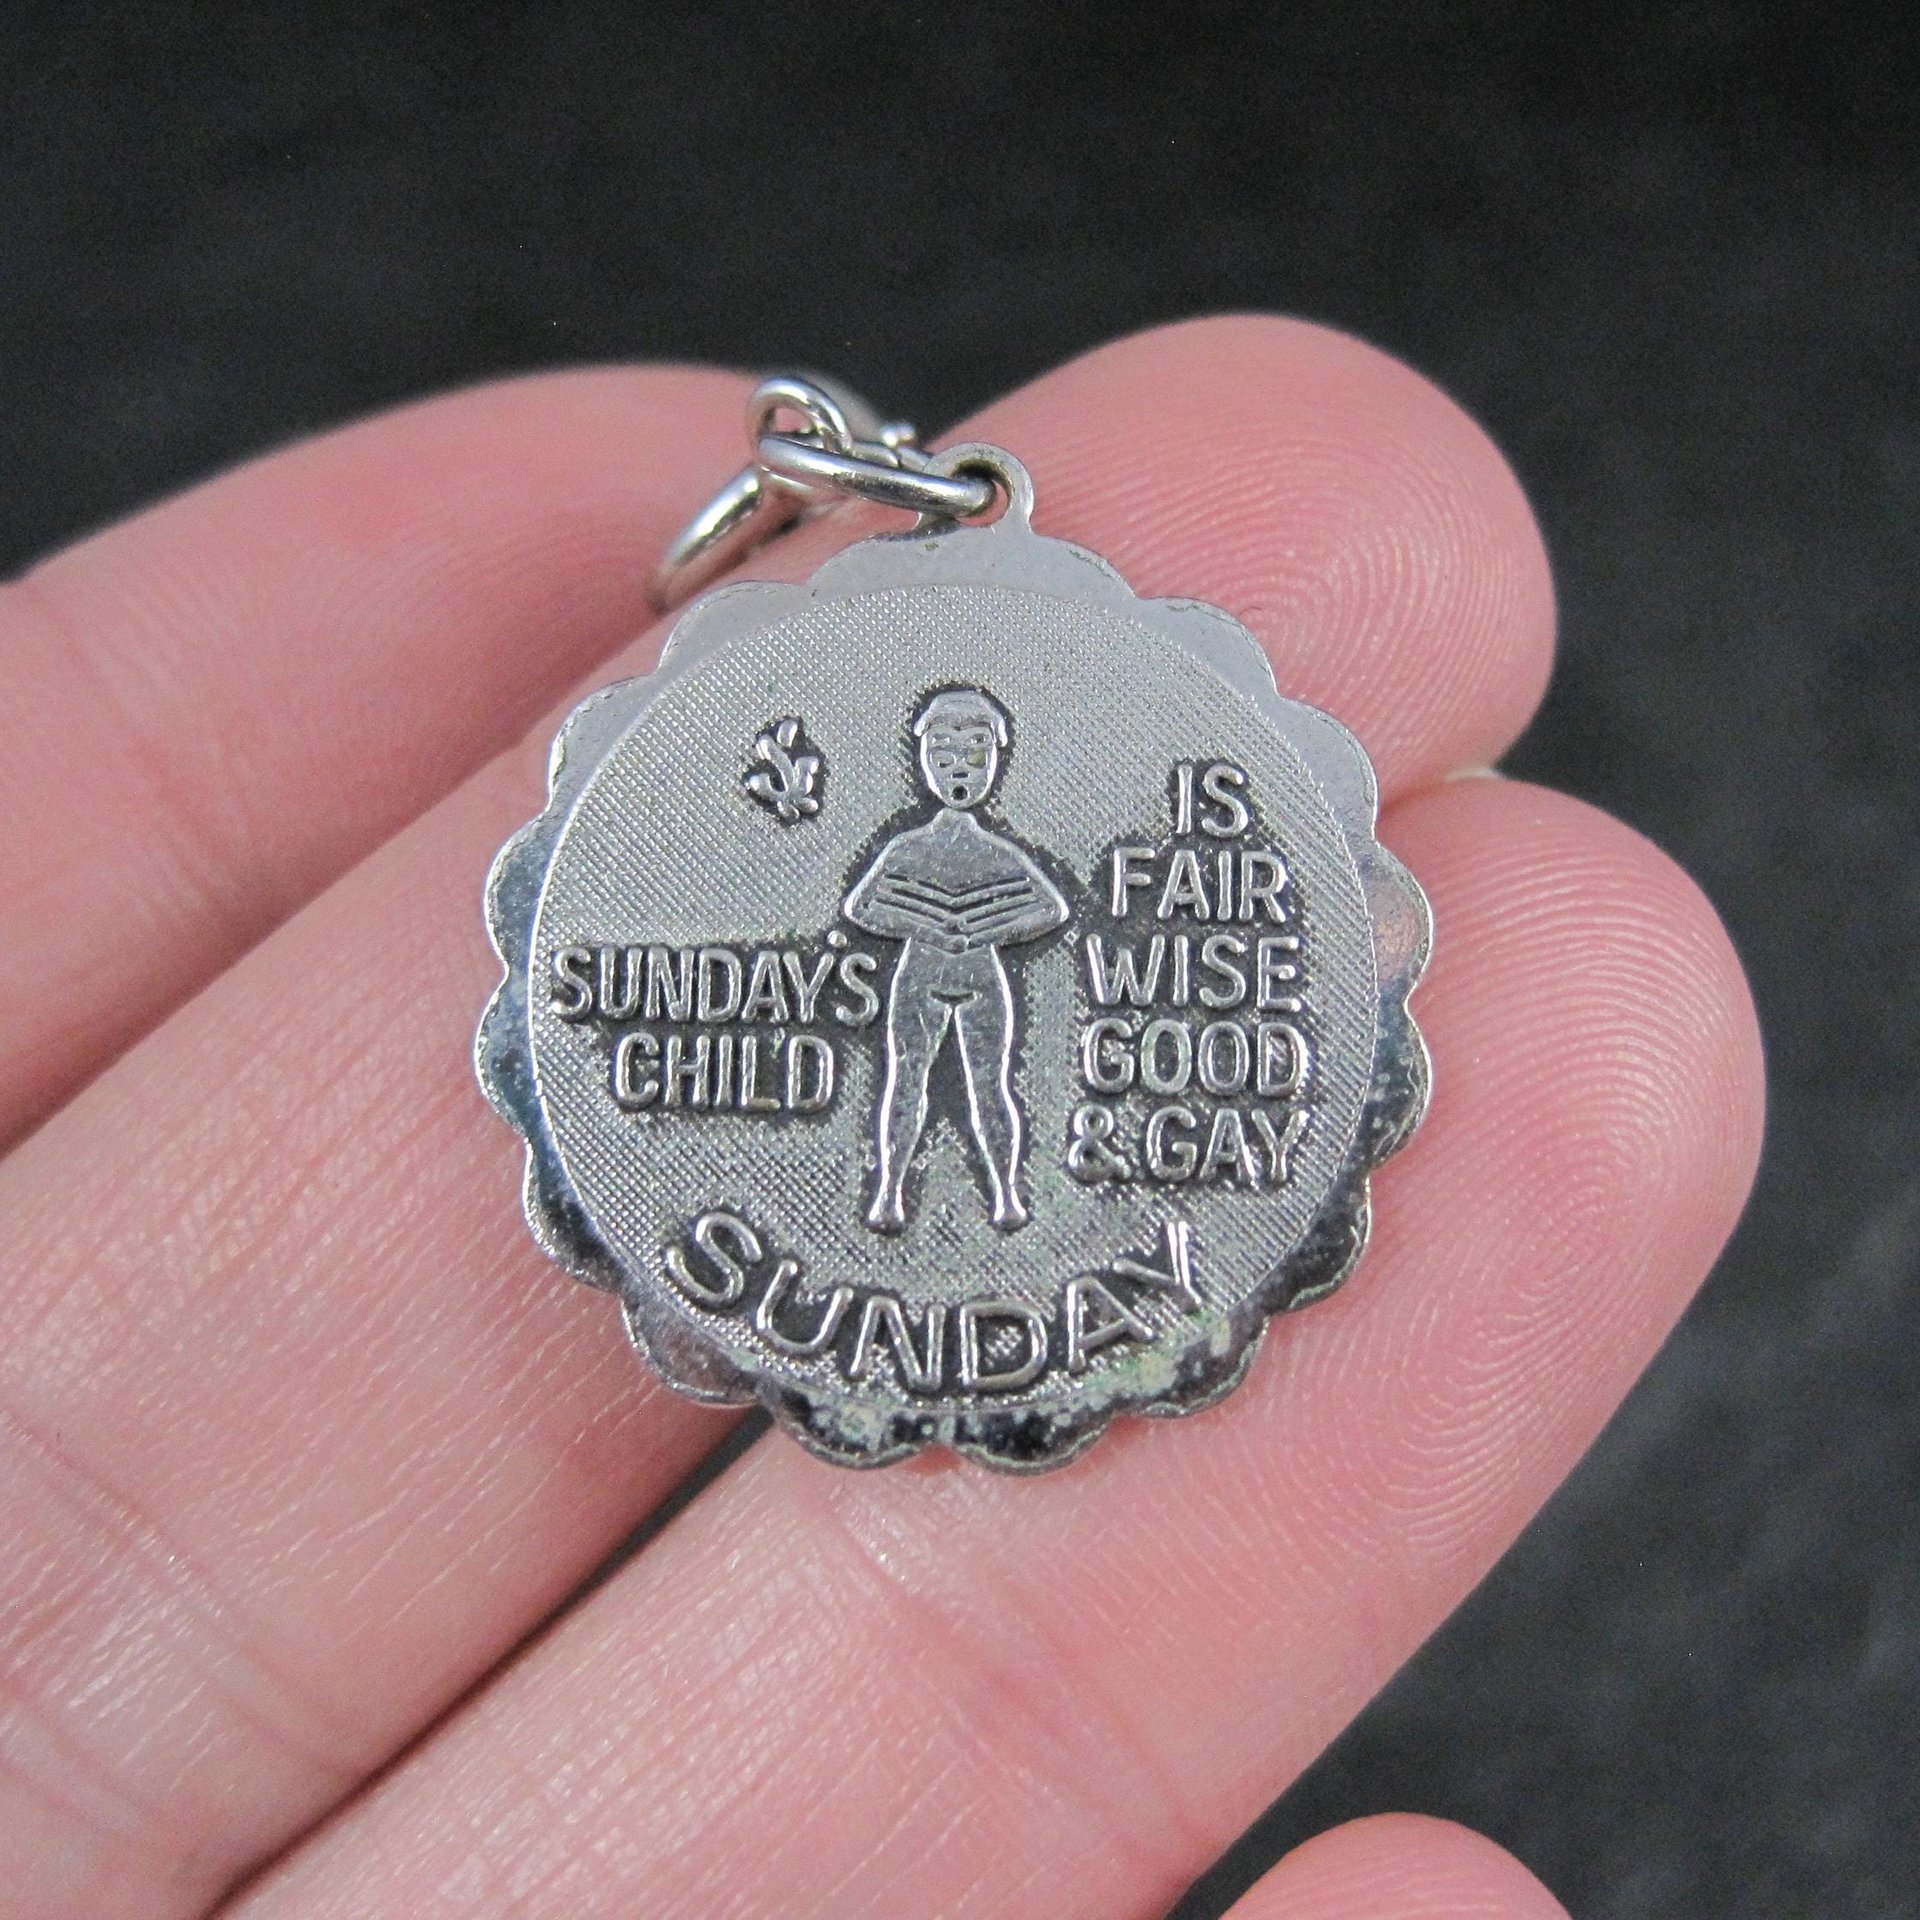 SUNDAY'S
CHILD
IS
FAIR
WISE
GOOD
& GAY
SUNDAY